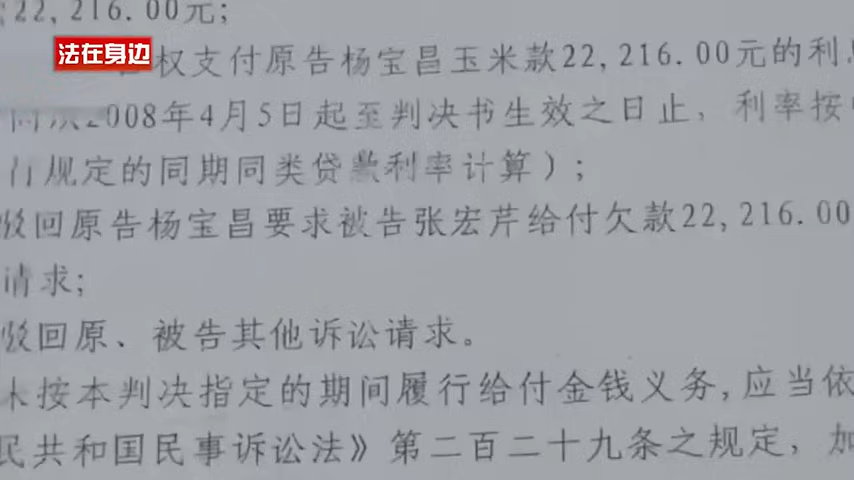 22,216.00元;
法在身边
权支付原告杨宝昌玉米款22,216.00元的利
2008年4月5日起至判决书生效之日止，利率按
行规定的同期同类贷款利率计算）;
驳回原告杨宝昌要求被告张宏芹给付欠款22,216.00
请求;
驳回原、被告其他诉讼请求。
未按本判决指定的期间履行给付金钱义务,应当依
民共和国民事诉讼法》第二百二十九条之规定，加